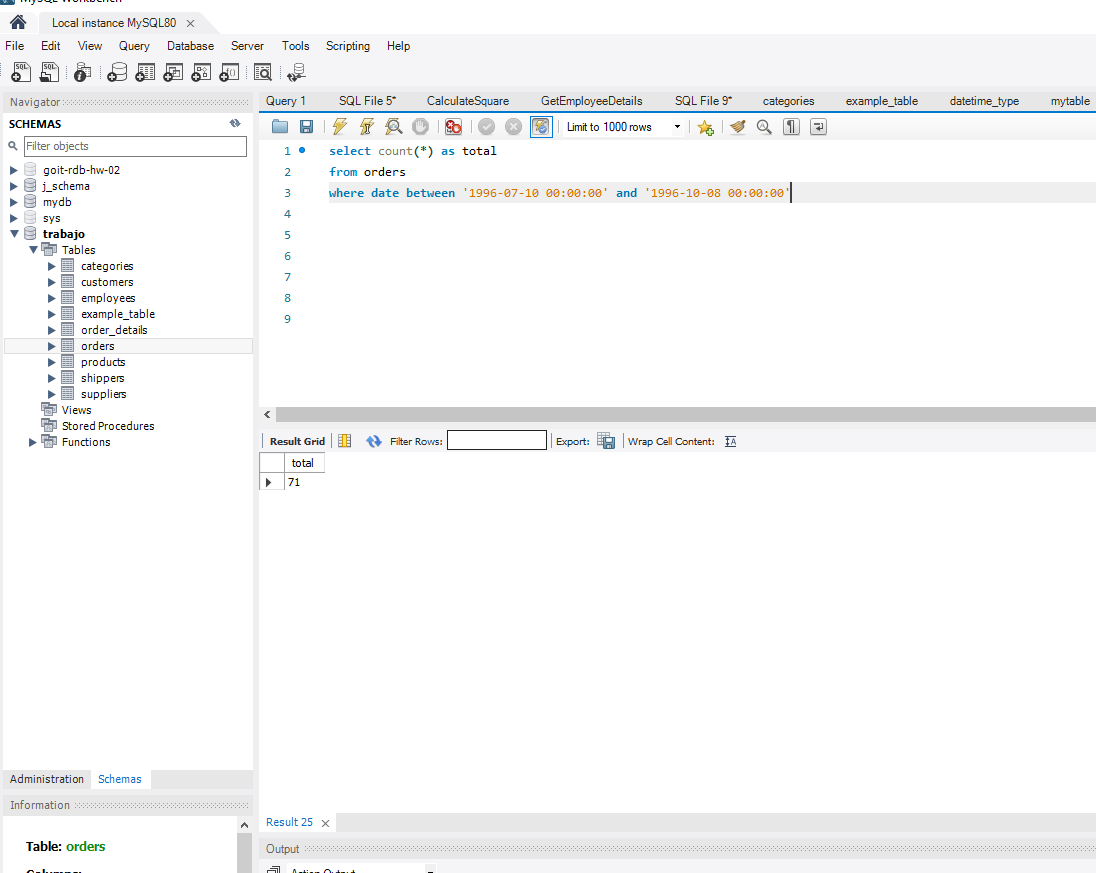 MySQL Workbench
Local instance MySQL80
File Edit View Query Database Server Tools Scripting Help
Navigator
SCHEMAS
Filter objects
goit-rdb-hw-02
j_schema
mydb
sys
trabajo
Tables
categories
customers
employees
example_table
order_details
orders
products
shippers
suppliers
Views
Stored Procedures
Functions
Administration Schemas
Information
Table: orders
Columns:
Query 1 SQL File 5* CalculateSquare GetEmployeeDetails SQL File 9* categories example_table datetime_type mytable
Limit to 1000 rows
1 select count(*) as total
2 from orders
3 where date between '1996-07-10 00:00:00' and '1996-10-08 00:00:00'
4
5
6
7
8
9
Result Grid Filter Rows: Export: Wrap Cell Content:
total
71
Result 25
Output
Action Output